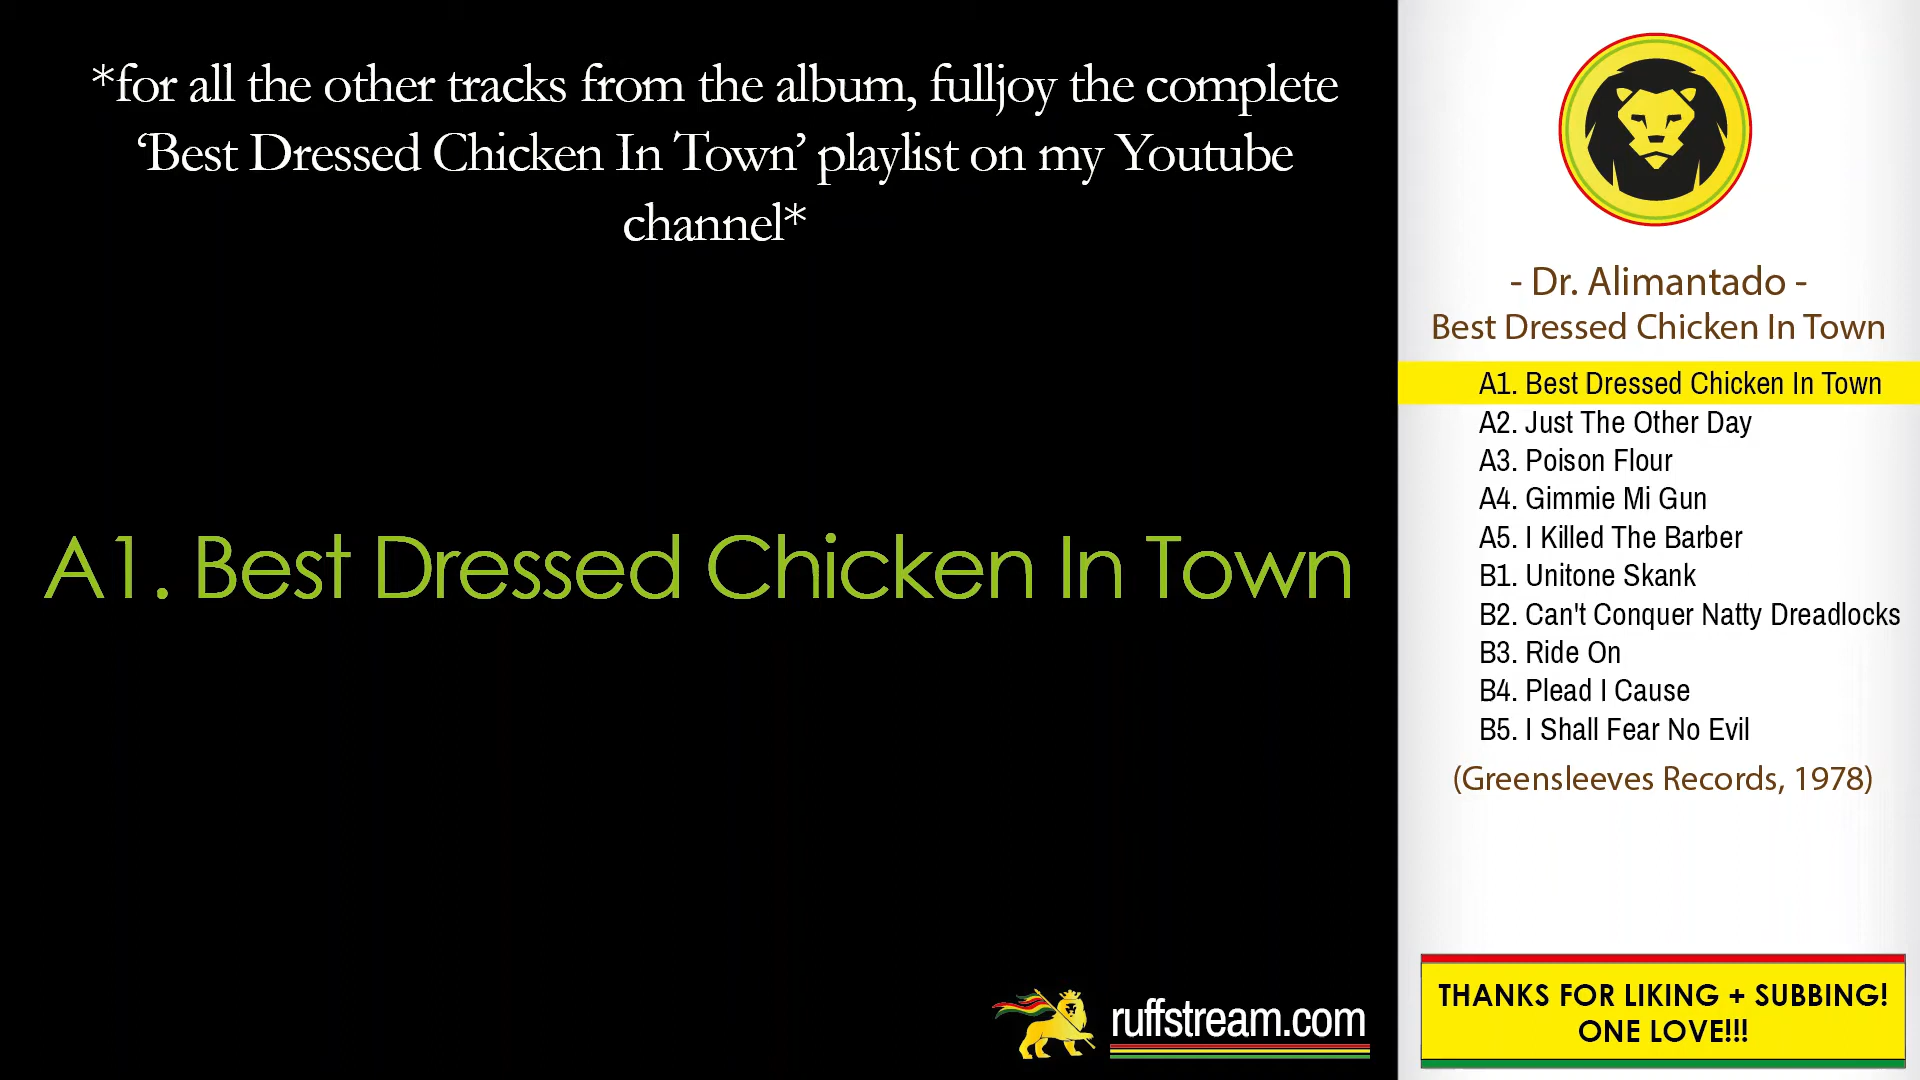 *for all the other tracks from the album, fulljoy the complete
‘Best Dressed Chicken In Town’ playlist on my Youtube
channel*
A1. Best Dressed Chicken In Town
ruffstream.com
- Dr. Alimantado -
Best Dressed Chicken In Town
A1. Best Dressed Chicken In Town
A2. Just The Other Day
A3. Poison Flour
A4. Gimmie Mi Gun
A5. I Killed The Barber
B1. Unitone Skank
B2. Can't Conquer Natty Dreadlocks
B3. Ride On
B4. Plead I Cause
B5. I Shall Fear No Evil
(Greensleeves Records, 1978)
THANKS FOR LIKING + SUBBING!
ONE LOVE!!!